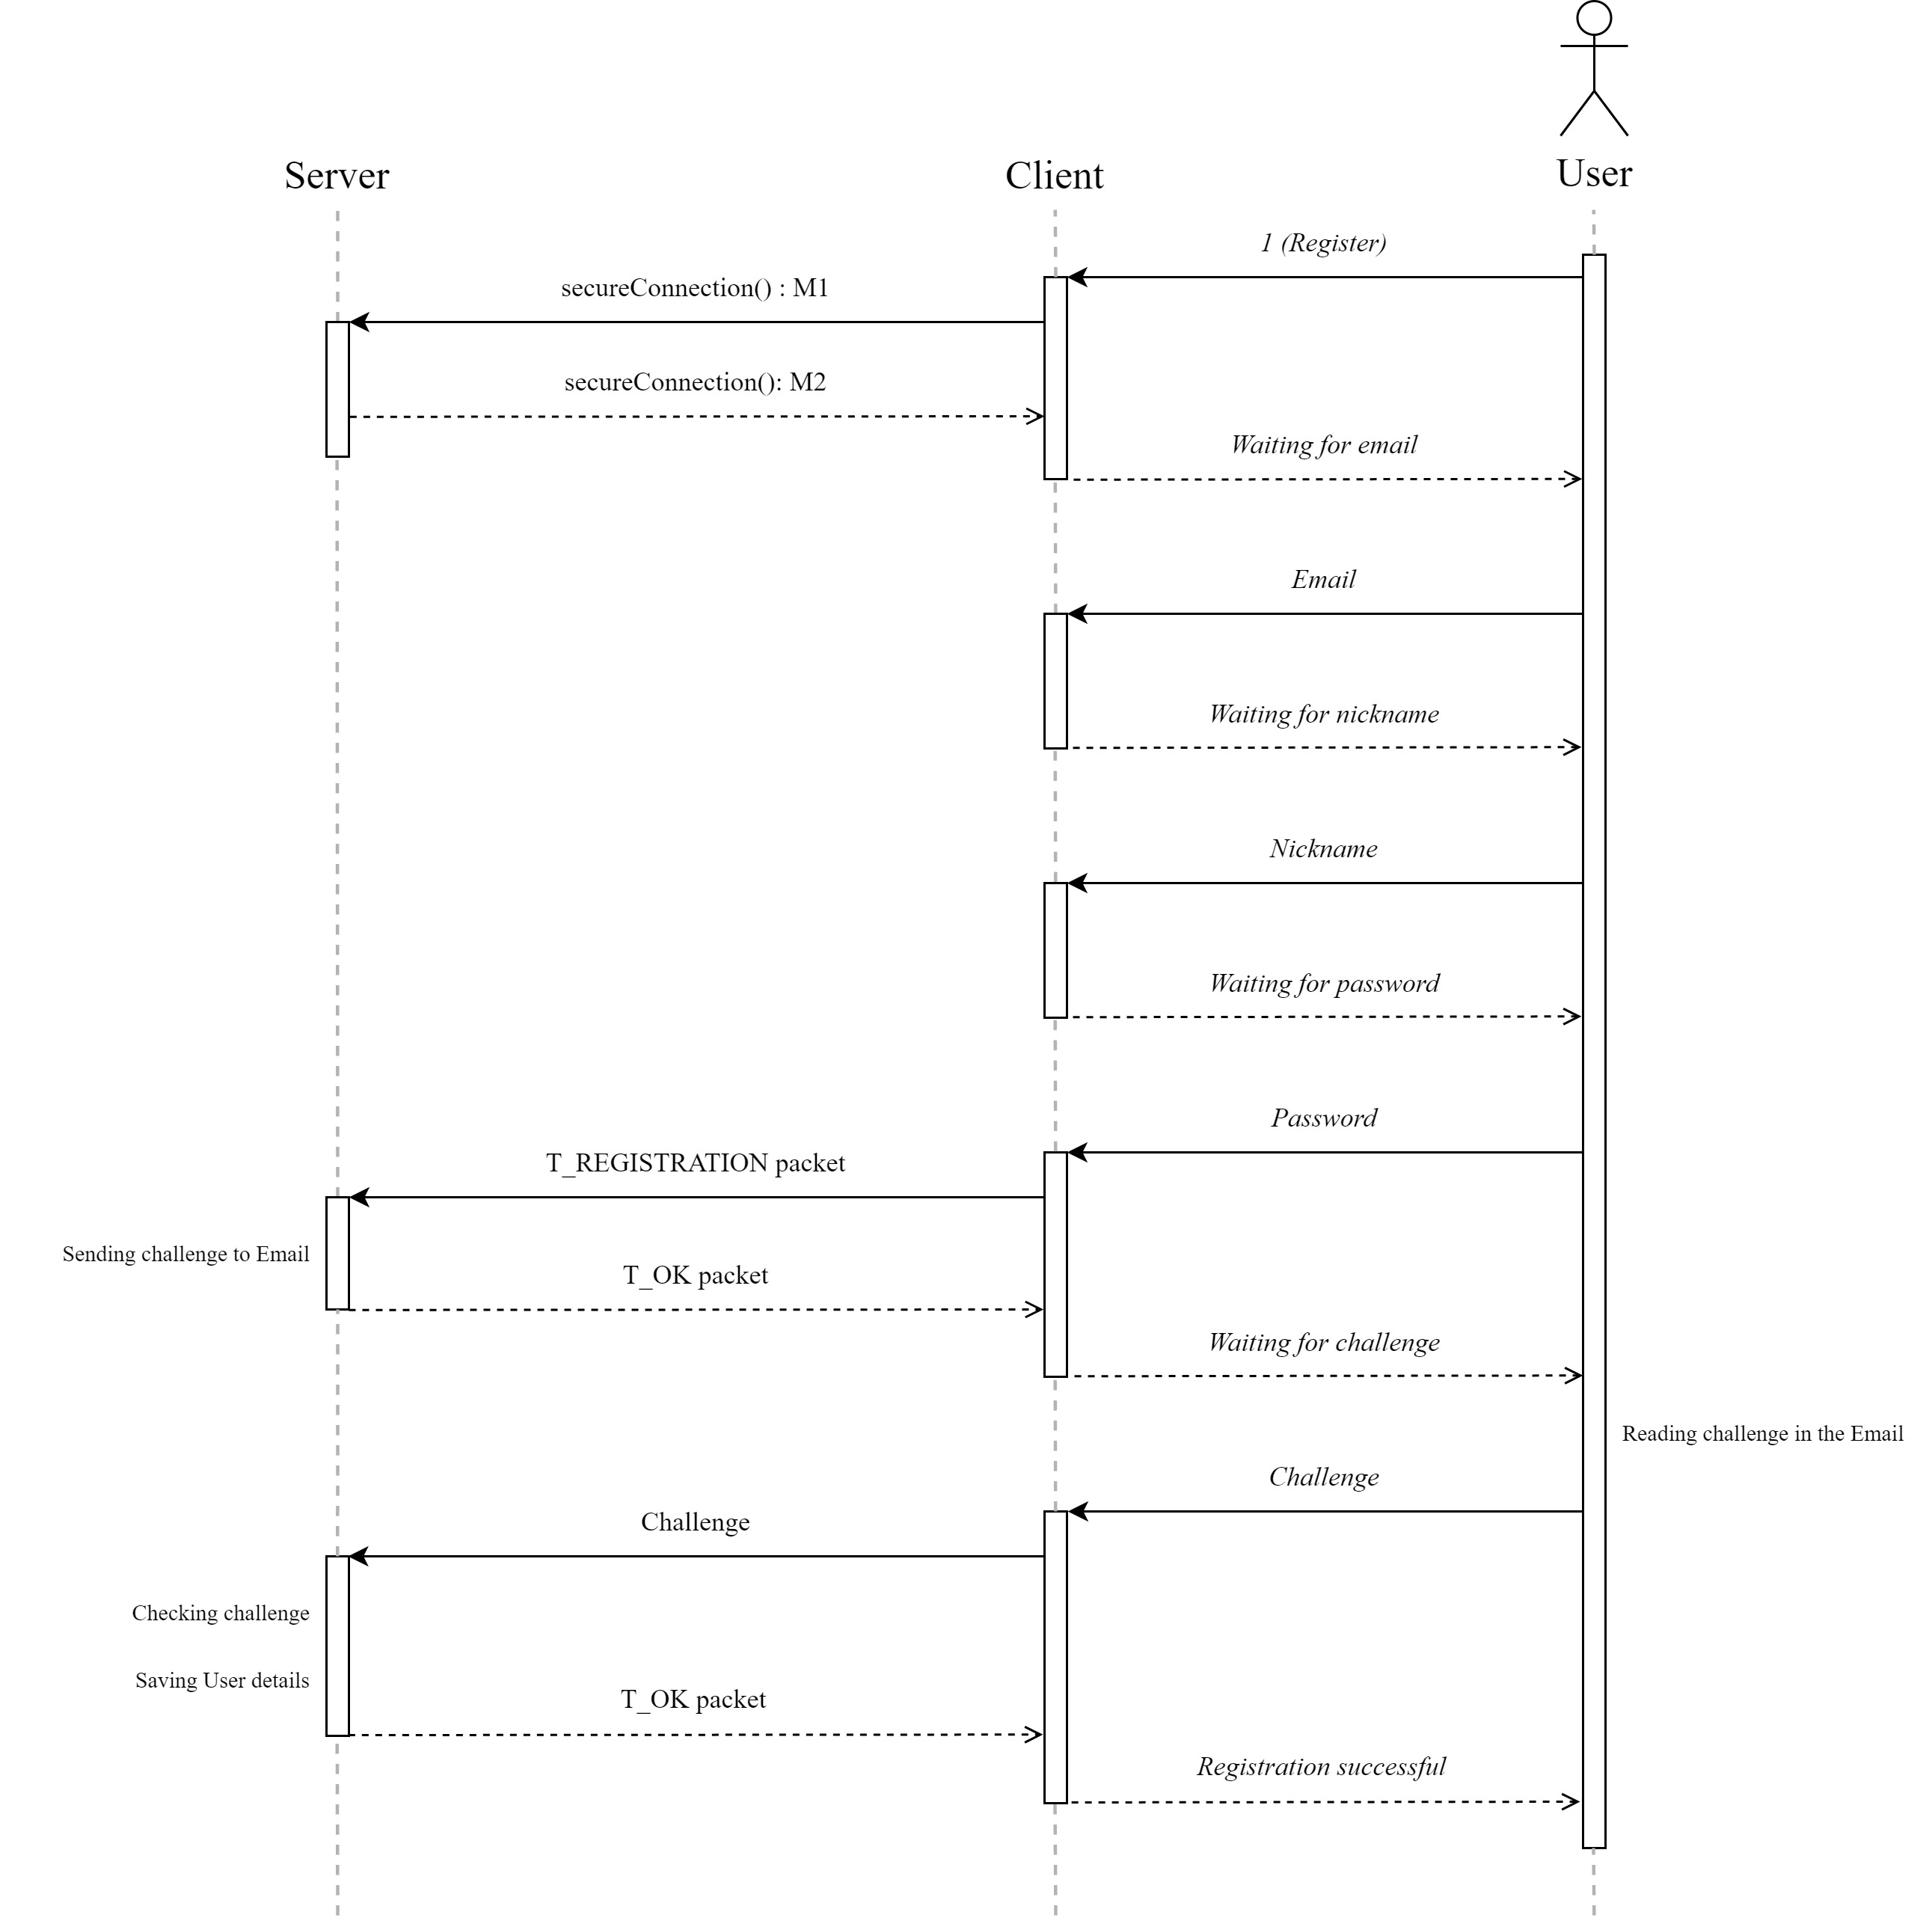 Server
Client
User
1 (Register)
secureConnection() : M1
secureConnection(): M2
Waiting for email
Email
Waiting for nickname
Nickname
Waiting for password
Password
T_REGISTRATION packet
Sending challenge to Email
T_OK packet
Waiting for challenge
Reading challenge in the Email
Challenge
Challenge
Checking challenge
Saving User details
T_OK packet
Registration successful